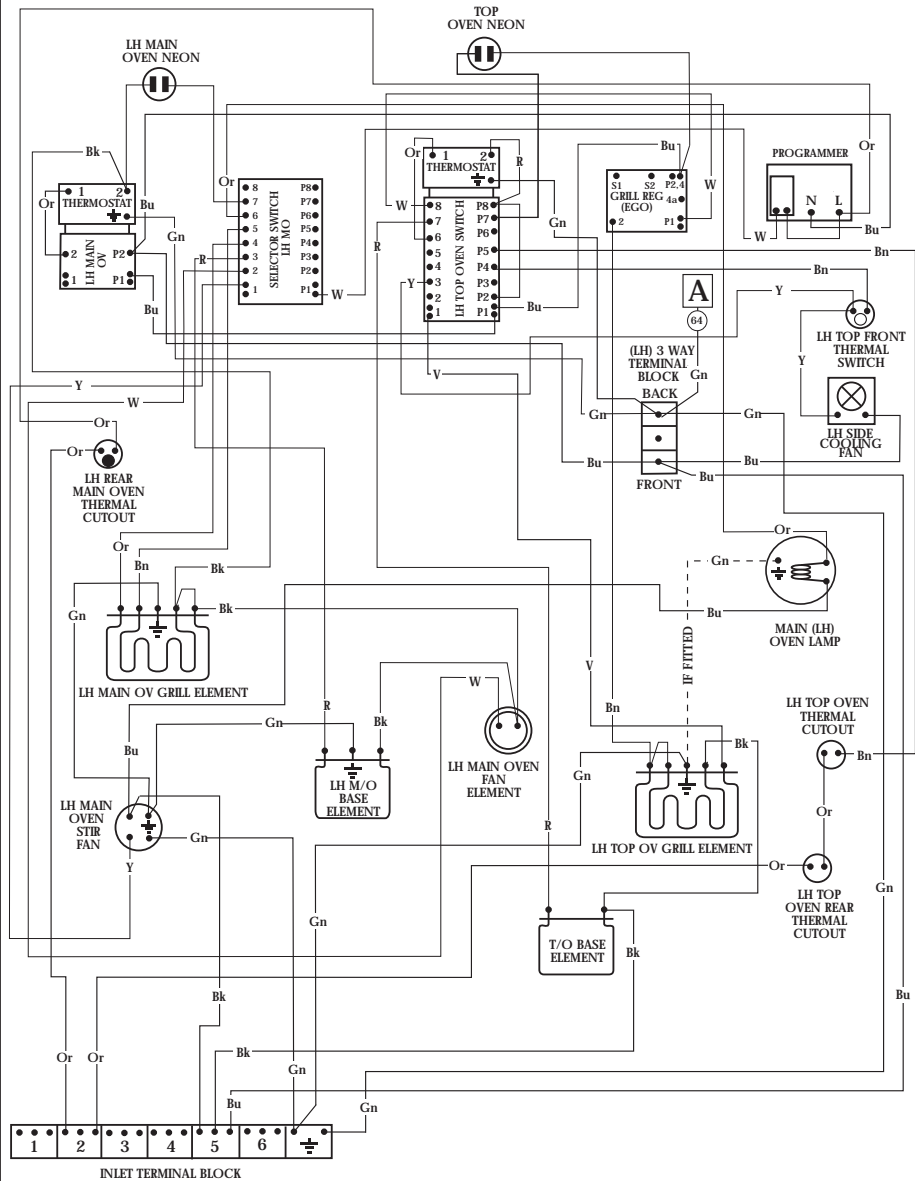 TOP
OVEN NEON
LH MAIN
OVEN NEON
Bk
Or
1 2
THERMOSTAT
Bu
Gn
LH MAIN
OV
2
1
P2
P1
Bu
Or
R
8 P8
7 P7
6 P6
5 P5
4 P4
3 P3
2 P2
1 P1
SELECTOR SWITCH
LH MO
W
Or
1 2
THERMOSTAT
R
W
R
Y
8 P8
7 P7
6 P6
5 P5
4 P4
3 P3
2 P2
1 P1
LH TOP OVEN SWITCH
Gn
Bu
Bu
S1 S2 P2,4
GRILL REG
(EGO)
4a
2 P1
W
PROGRAMMER
N L
Or
W
Bu
Bn
Bn
Y
A
64
LH TOP FRONT
THERMAL
SWITCH
Y
LH SIDE
COOLING
FAN
(LH) 3 WAY
TERMINAL
BLOCK
BACK
Gn
Gn
Gn
Bu
Bu
Bu
FRONT
V
Y
W
Or
Or
LH REAR
MAIN OVEN
THERMAL
CUTOUT
Or
Bn
Bk
Gn
Bk
LH MAIN OV GRILL ELEMENT
Or
Gn
Bu
MAIN (LH)
OVEN LAMP
IF FITTED
V
Bn
W
R
Bk
Gn
Bu
LH M/O
BASE
ELEMENT
LH MAIN OVEN
FAN
ELEMENT
LH MAIN
OVEN
STIR
FAN
Gn
Y
Gn
Bk
LH TOP OV GRILL ELEMENT
R
LH TOP OVEN
THERMAL
CUTOUT
Bn
Or
Or
LH TOP
OVEN REAR
THERMAL
CUTOUT
Gn
T/O BASE
ELEMENT
Bk
Gn
Bu
Bk
Or
Or
Bk
Gn
Bu
Gn
1 2 3 4 5 6
INLET TERMINAL BLOCK